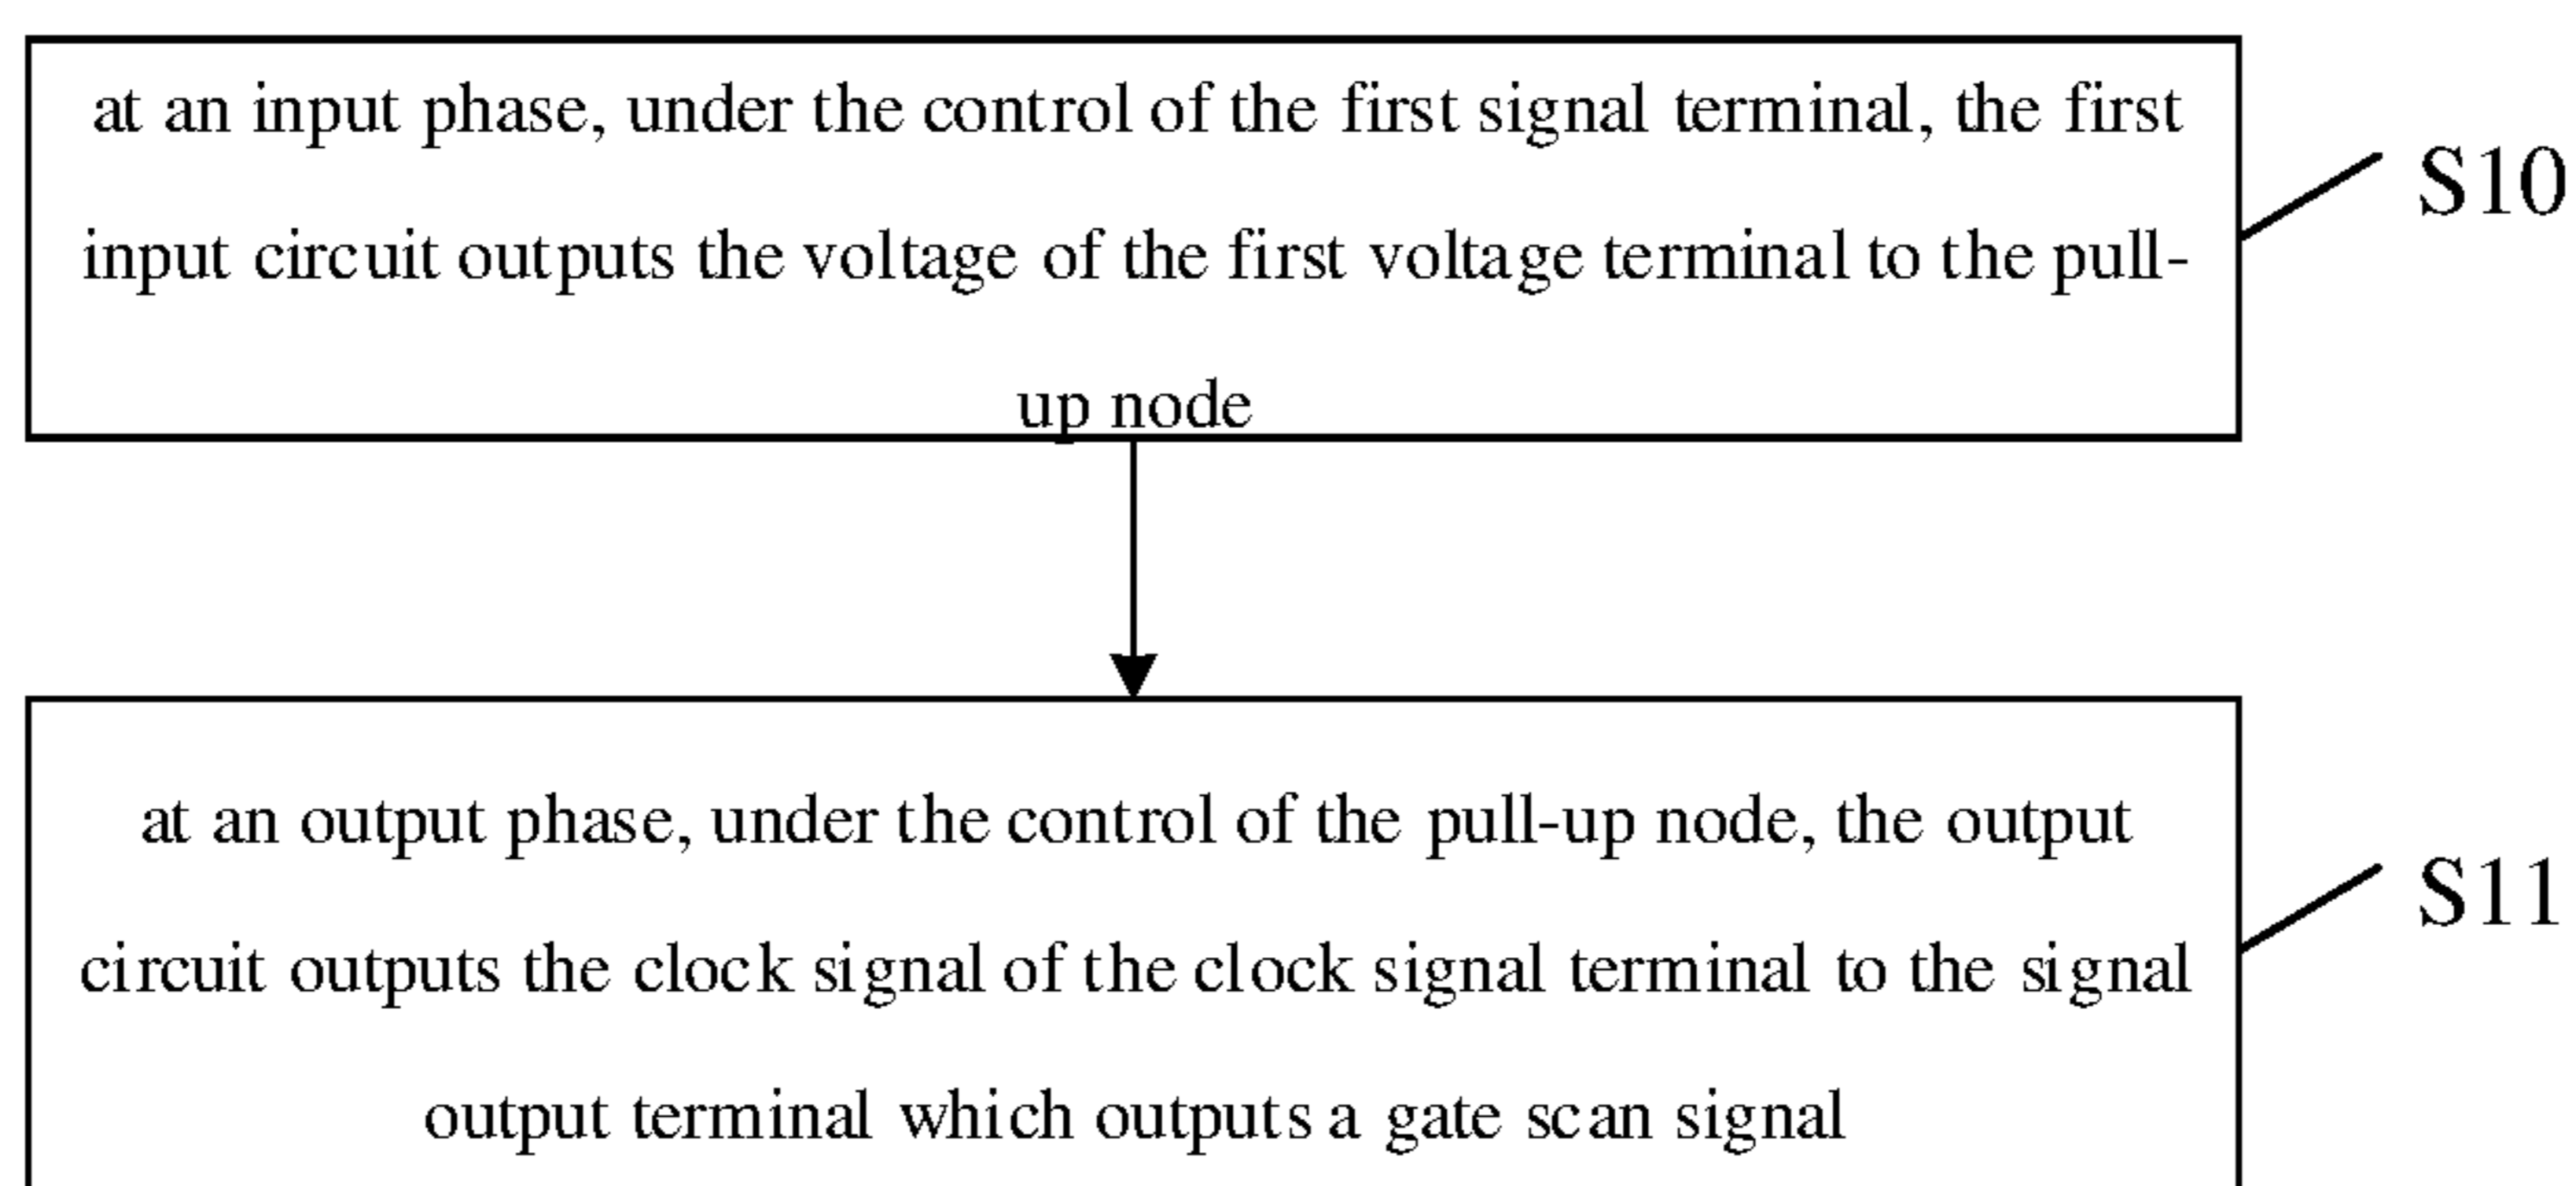 at an input phase, under the control of the first signal terminal, the first
input circuit outputs the voltage of the first voltage terminal to the pull-
up node
S10
at an output phase, under the control of the pull-up node, the output
circuit outputs the clock signal of the clock signal terminal to the signal
output terminal which outputs a gate scan signal
S11